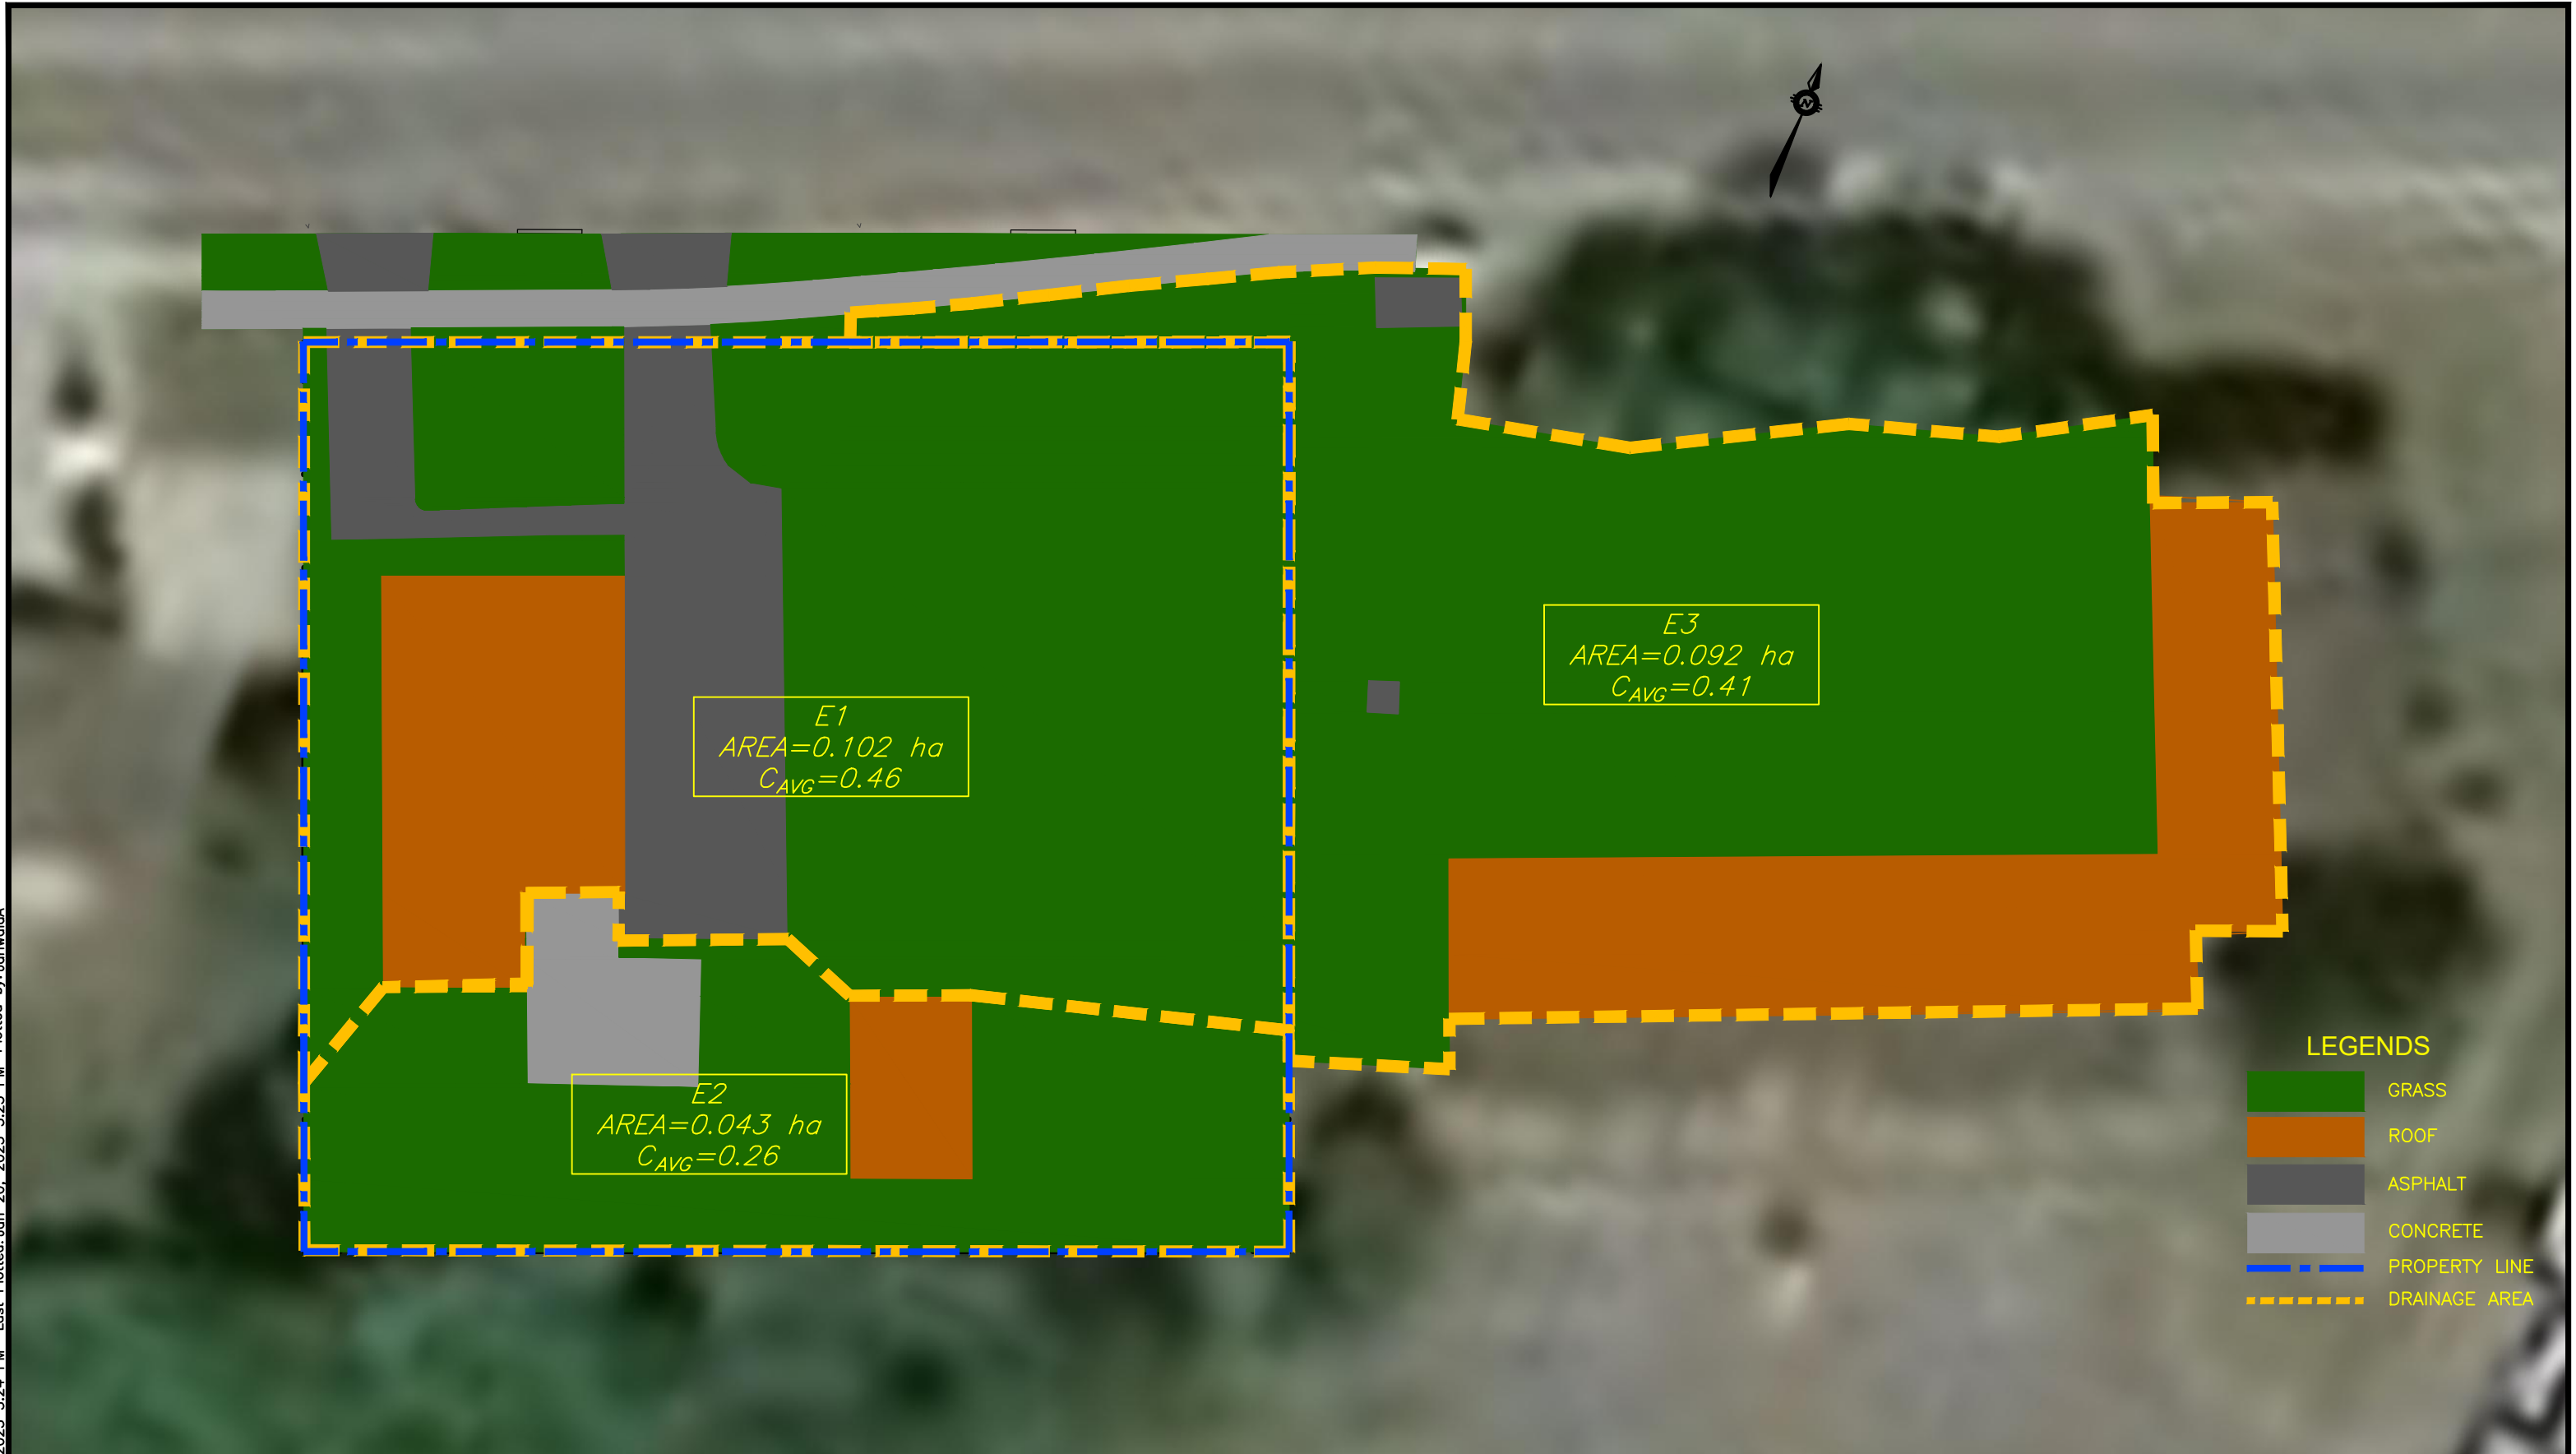 N
E3
AREA=0.092 ha
CAVG=0.41
E1
AREA=0.102 ha
CAVG=0.46
E2
AREA=0.043 ha
CAVG=0.26
LEGENDS
GRASS
ROOF
ASPHALT
CONCRETE
PROPERTY LINE
DRAINAGE AREA